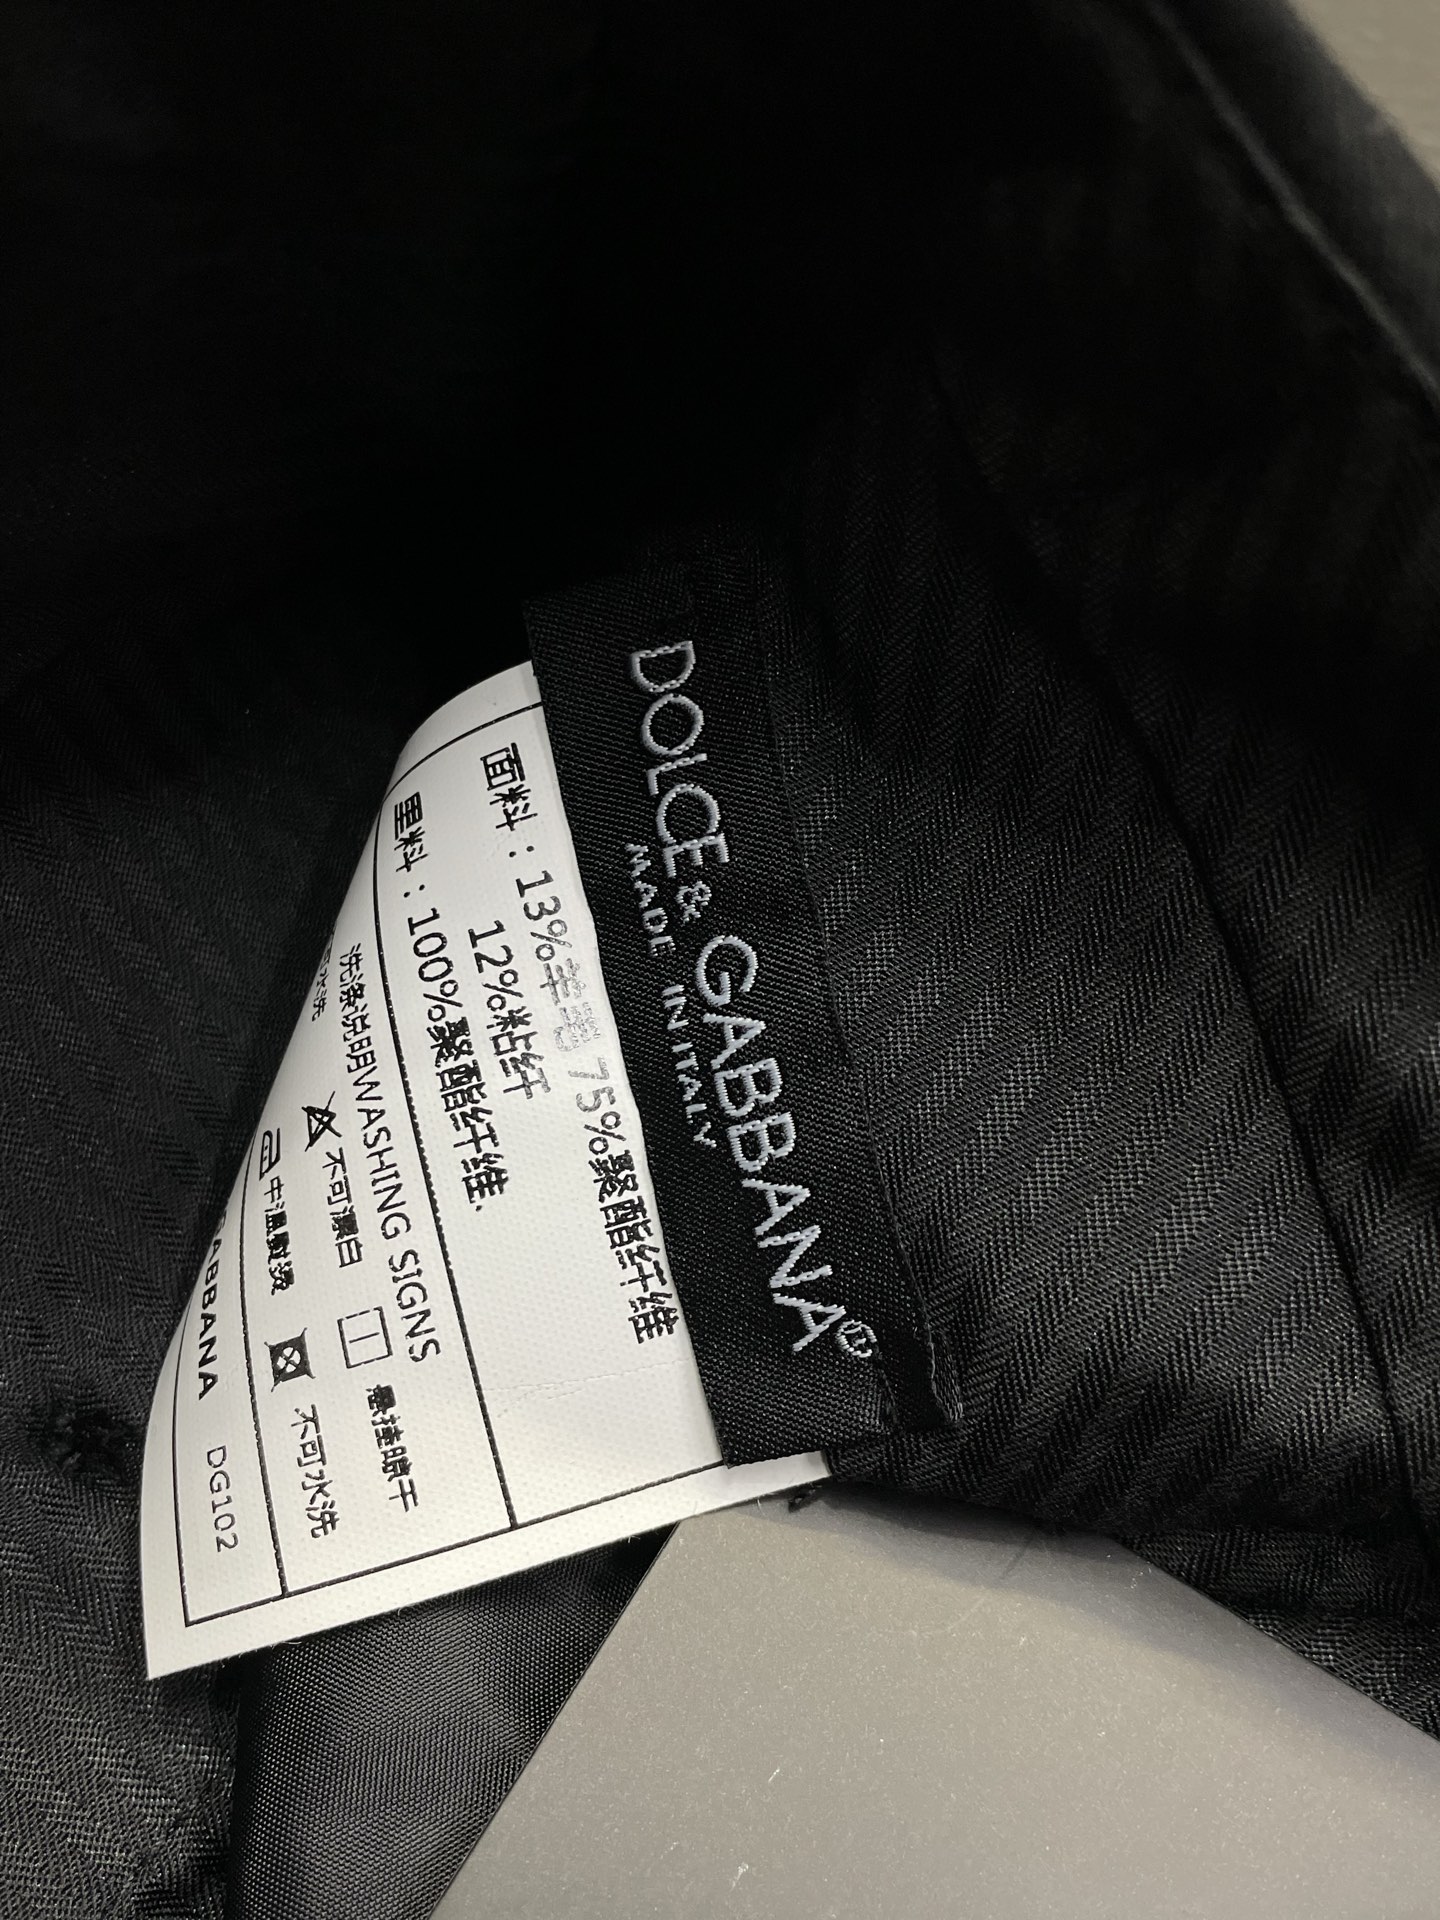 DOLCE & GABBANA®
MADE IN ITALY
面料：13%羊 75%聚酯纤维
12%粘纤
里料：100%聚酯纤维.
洗涤说明WASHING SIGNS
水洗
不可漂白
悬挂晾干
中温熨烫
不可水洗
GABBANA DG102